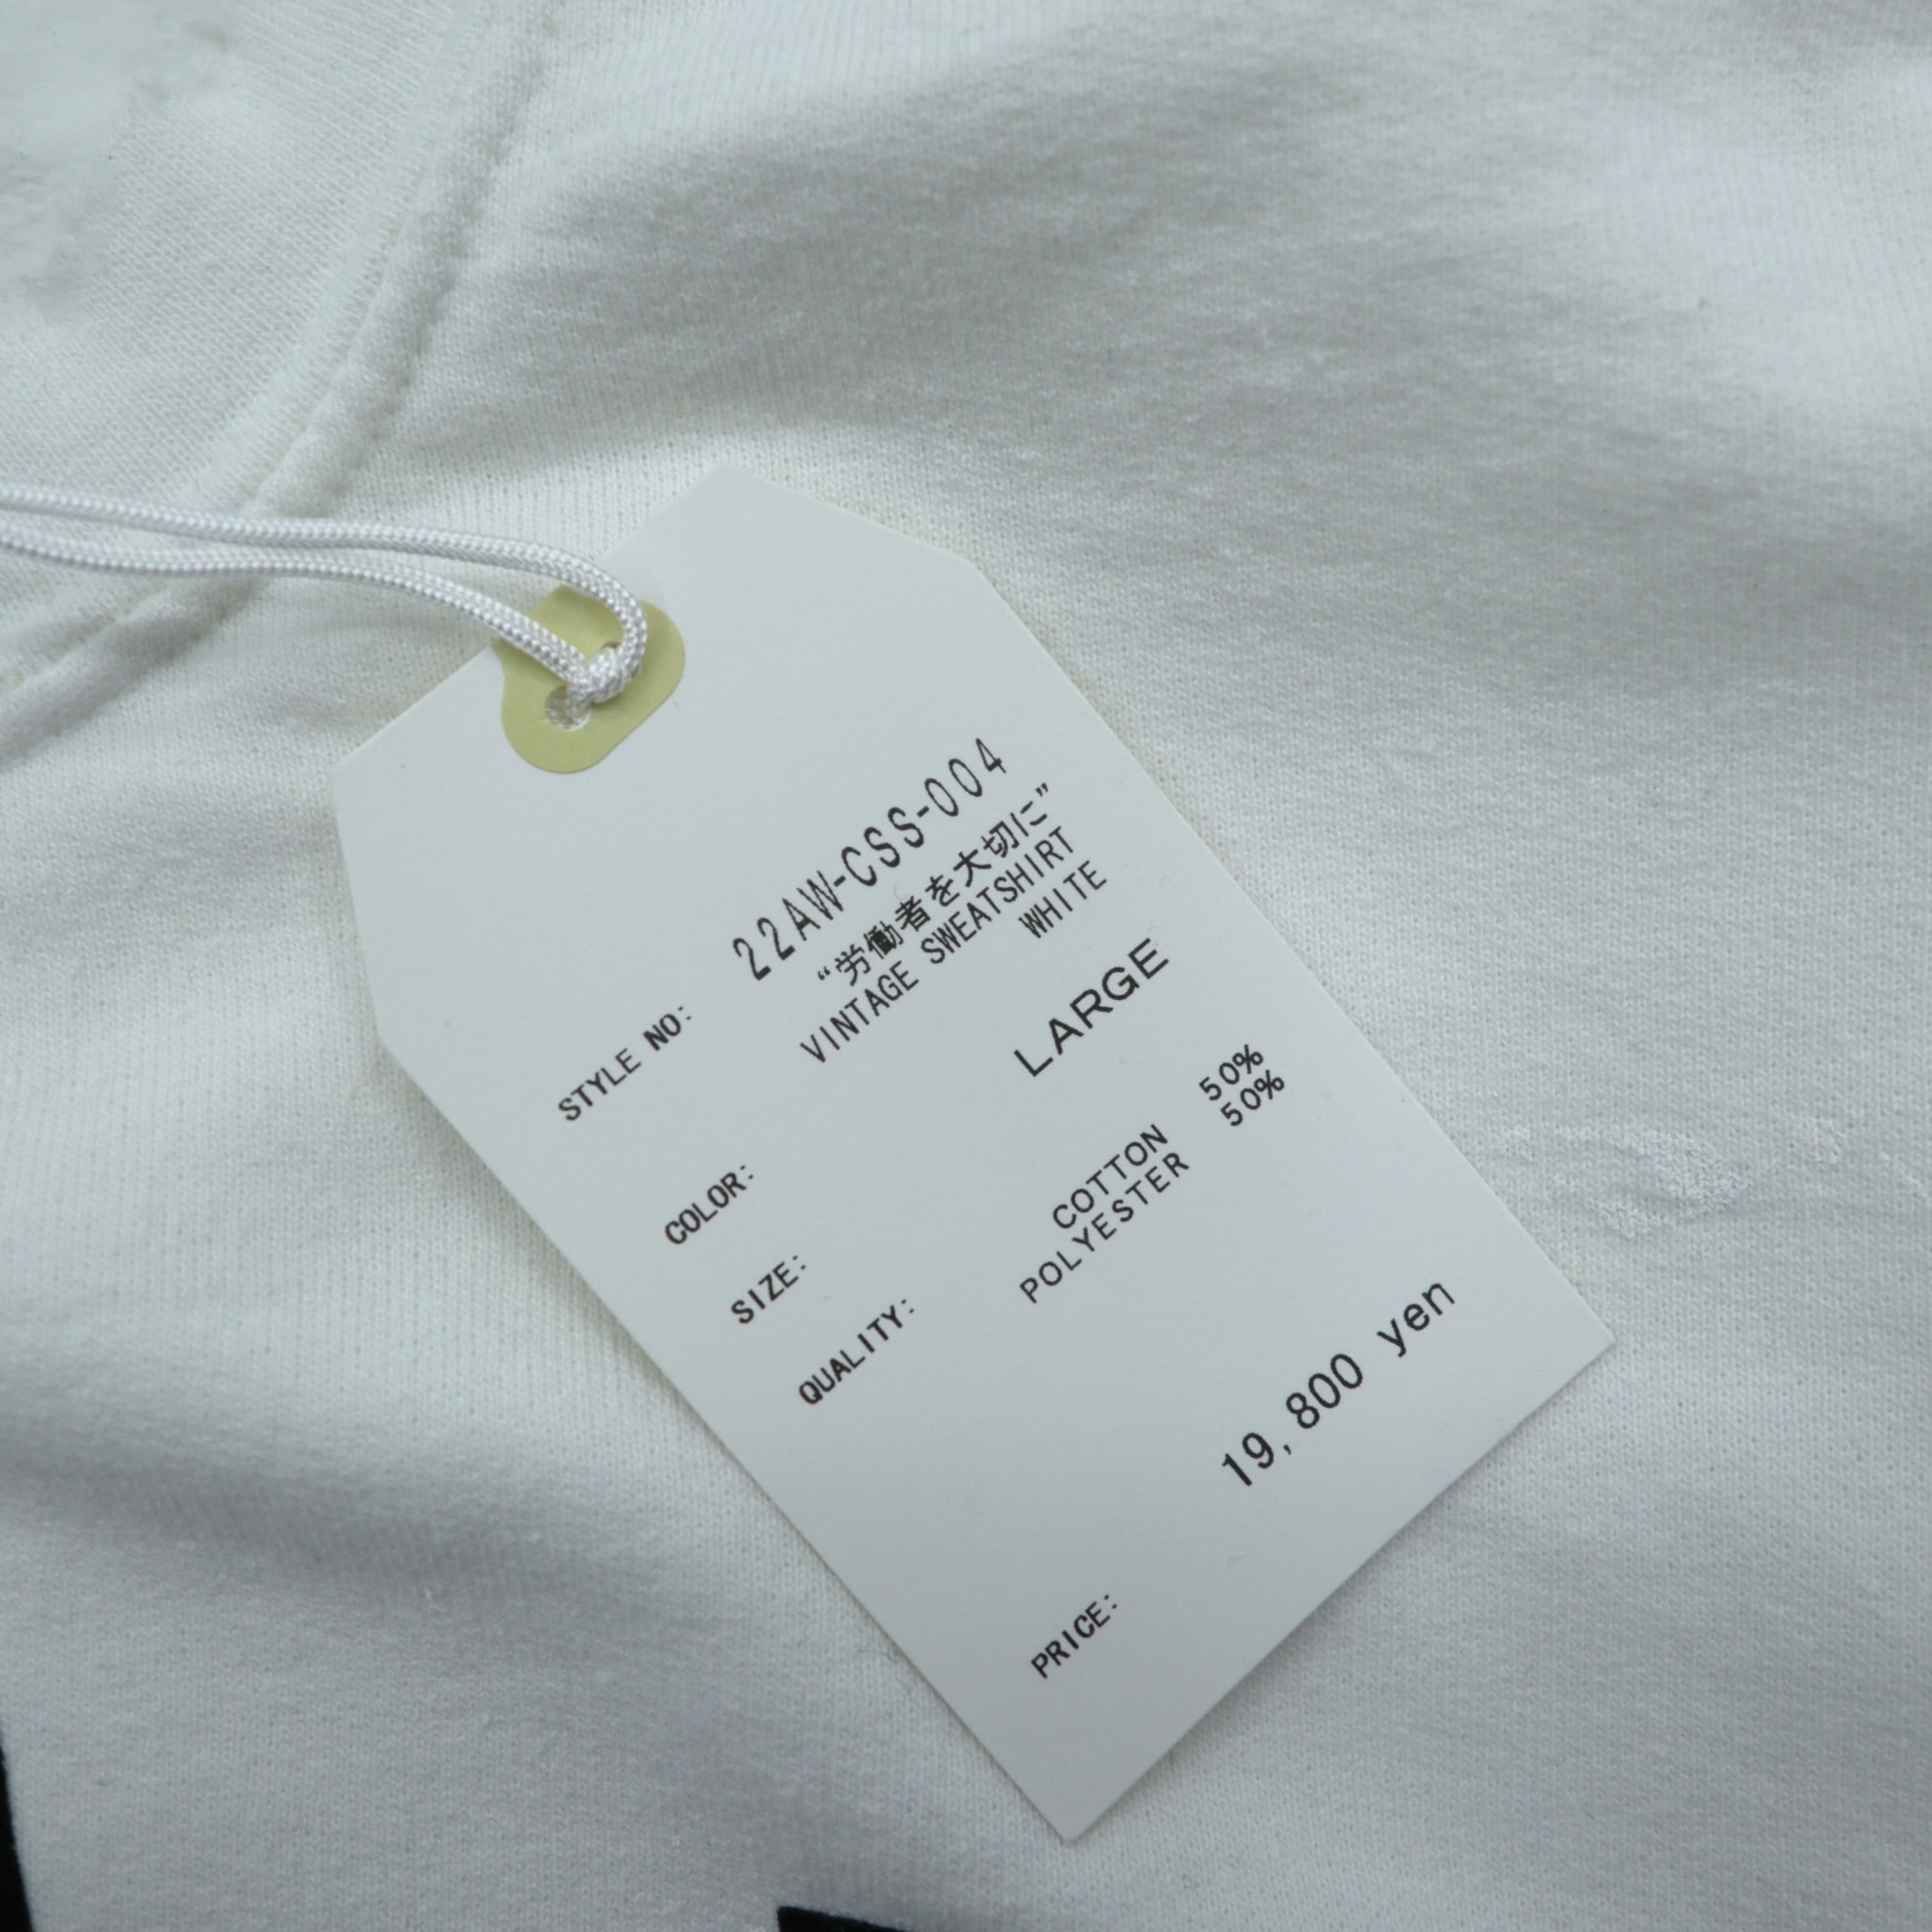 STYLE NO: 22AW-CSS-004
“労働者を大切に”
VINTAGE SWEATSHIRT
COLOR: WHITE
SIZE: LARGE
QUALITY: COTTON 50%
POLYESTER 50%
PRICE: 19,800 yen